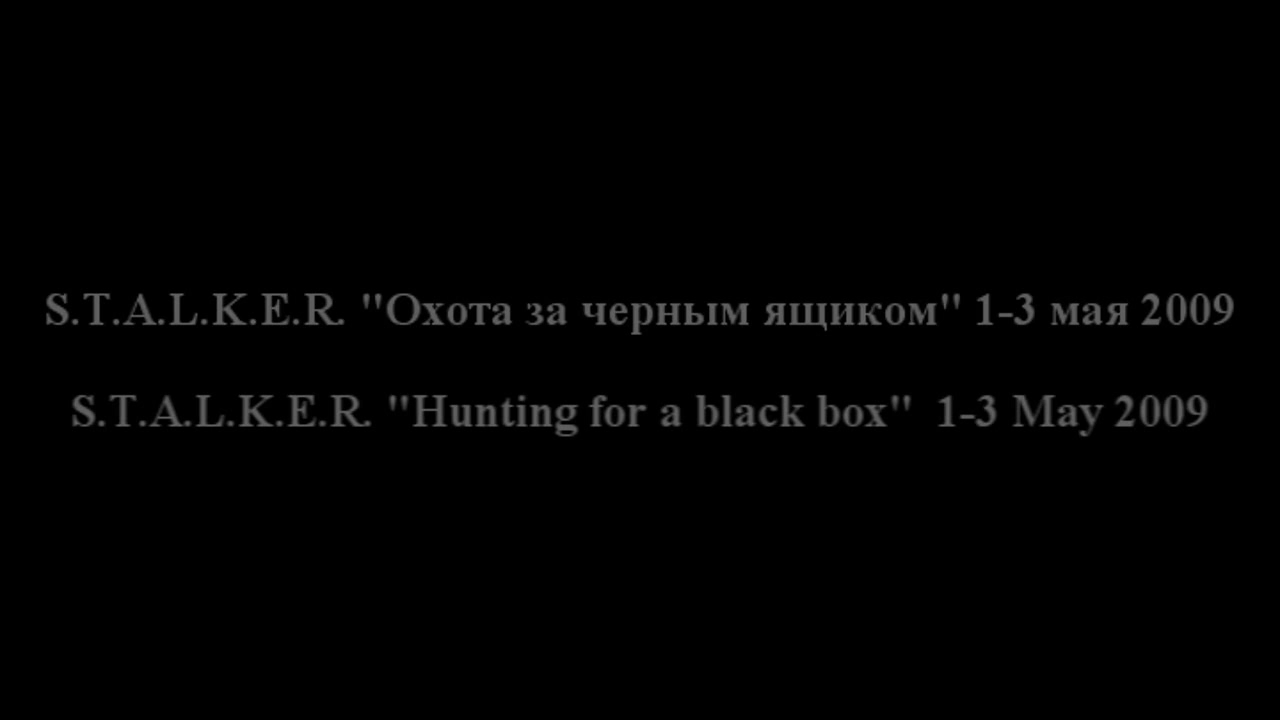 S.T.A.L.K.E.R. "Охота за черным ящиком" 1-3 мая 2009
S.T.A.L.K.E.R. "Hunting for a black box"  1-3 May 2009